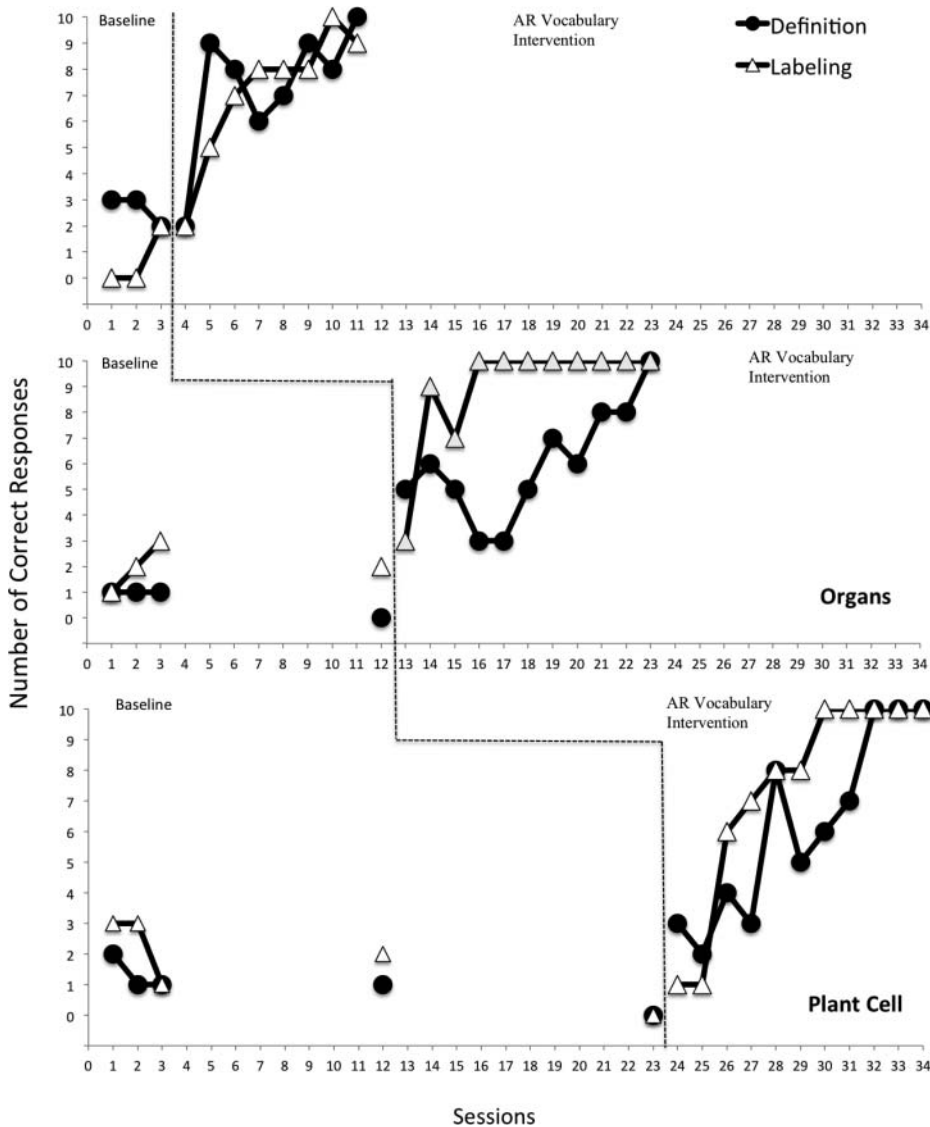 Baseline
AR Vocabulary
Intervention
Definition
Labeling
10
9
8
7
6
5
4
3
2
1
0
0 1 2 3 4 5 6 7 8 9 10 11 12 13 14 15 16 17 18 19 20 21 22 23 24 25 26 27 28 29 30 31 32 33 34
Number of Correct Responses
Baseline
AR Vocabulary
Intervention
10
9
8
7
6
5
4
3
2
1
0
Organs
0 1 2 3 4 5 6 7 8 9 10 11 12 13 14 15 16 17 18 19 20 21 22 23 24 25 26 27 28 29 30 31 32 33 34
Baseline
AR Vocabulary
Intervention
10
9
8
7
6
5
4
3
2
1
0
Plant Cell
0 1 2 3 4 5 6 7 8 9 10 11 12 13 14 15 16 17 18 19 20 21 22 23 24 25 26 27 28 29 30 31 32 33 34
Sessions